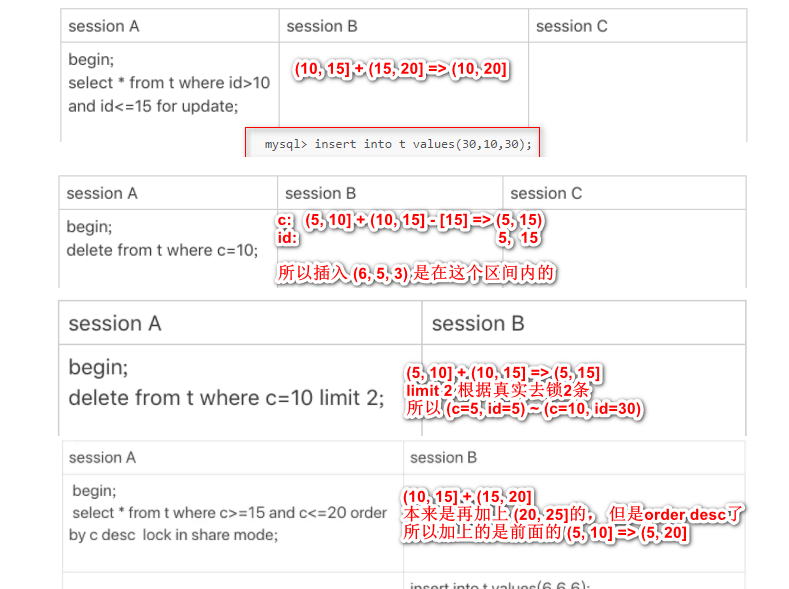 session A
session B
session C
begin;
select * from t where id>10
and id<=15 for update;
(10, 15] + (15, 20] => (10, 20]
mysql> insert into t values(30,10,30);
session A
session B
session C
begin;
delete from t where c=10;
c: (5, 10] + (10, 15] - [15] => (5, 15)
id: 5, 15
所以插入 (6, 5, 3) 是在这个区间内的
session A
session B
begin;
delete from t where c=10 limit 2;
(5, 10] + (10, 15] => (5, 15]
limit 2 根据真实去锁2条
所以 (c=5, id=5) ~ (c=10, id=30)
session A
session B
begin;
select * from t where c>=15 and c<=20 order
by c desc lock in share mode;
(10, 15] + (15, 20]
本来是再加上 (20, 25]的， 但是order desc了
所以加上的是前面的 (5, 10] => (5, 20]
insert into t values(6,6,6);